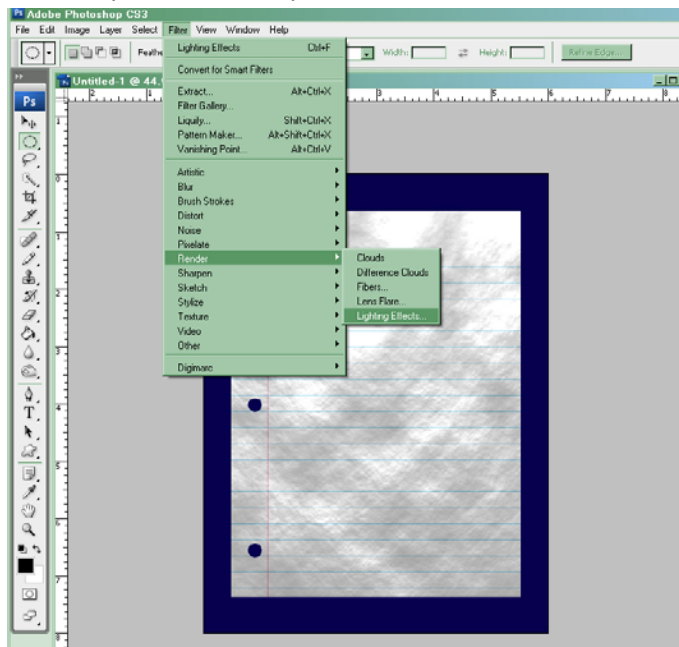 Adobe Photoshop CS3
File Edit Image Layer Select Filter View Window Help
Feathe Width: Height: Refine Edge...
Untitled-1 @ 44.
Lighting Effects Ctrl+F
Convert for Smart Filters
Extract... Alt+Ctrl+X
Filter Gallery...
Liquify... Shift+Ctrl+X
Pattern Maker... Alt+Shift+Ctrl+X
Vanishing Point... Alt+Ctrl+V
Artistic
Blur
Brush Strokes
Distort
Noise
Pixelate
Render
Sharpen
Sketch
Stylize
Texture
Video
Other
Digimarc
Clouds
Difference Clouds
Fibers...
Lens Flare...
Lighting Effects...
Ps